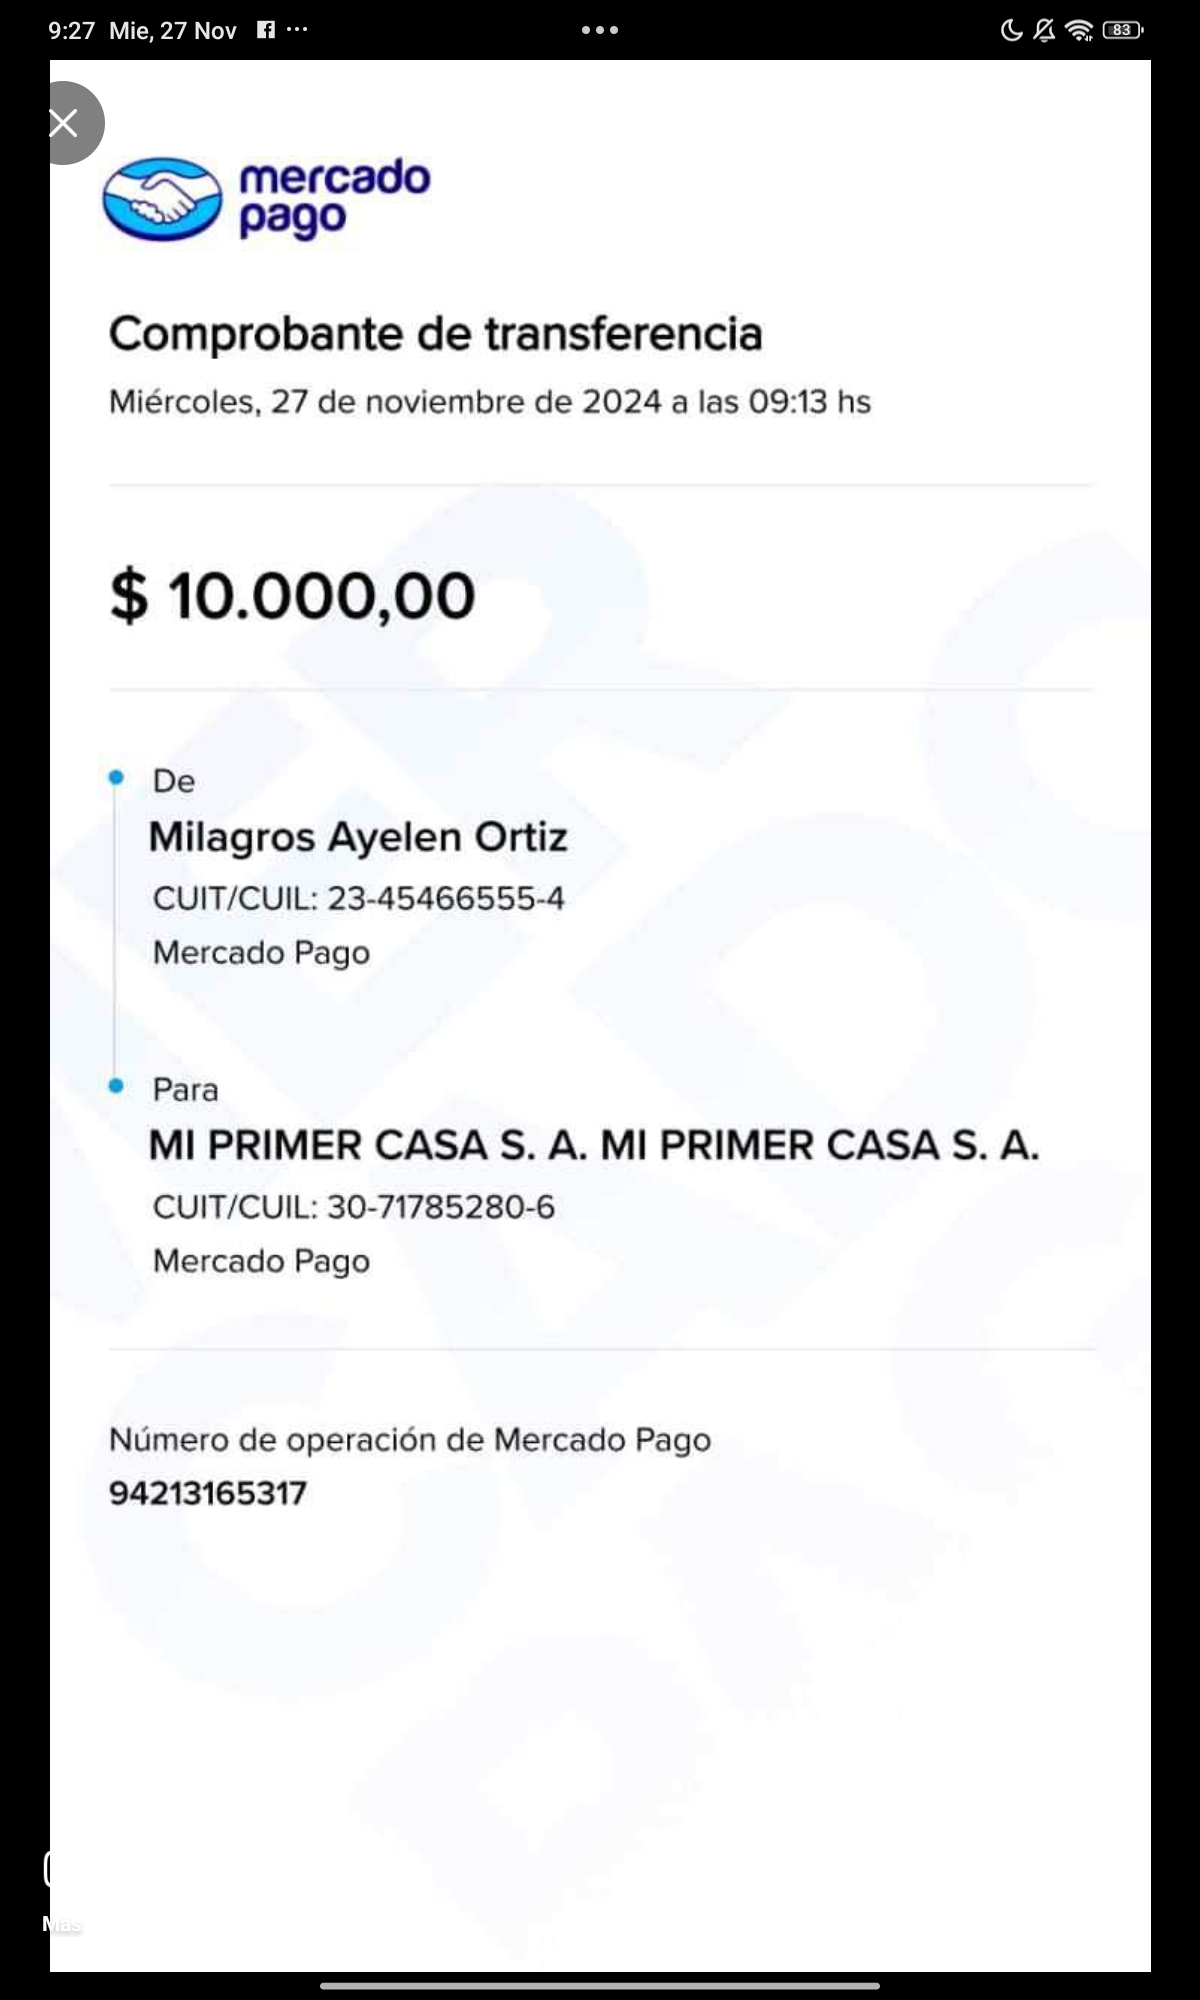 9:27 Mie, 27 Nov
83
mercado
pago
Comprobante de transferencia
Miércoles, 27 de noviembre de 2024 a las 09:13 hs
$ 10.000,00
De
Milagros Ayelen Ortiz
CUIT/CUIL: 23-45466555-4
Mercado Pago
Para
MI PRIMER CASA S. A. MI PRIMER CASA S. A.
CUIT/CUIL: 30-71785280-6
Mercado Pago
Número de operación de Mercado Pago
94213165317
Más